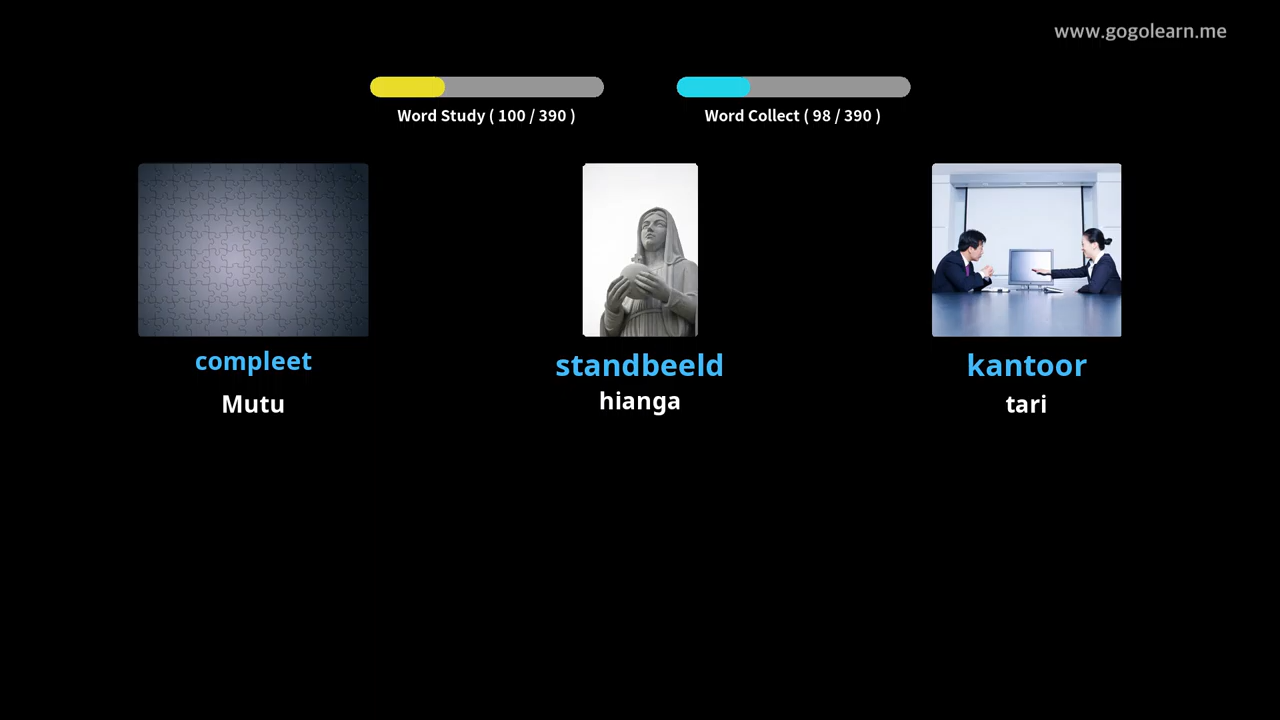 www.gogolearn.me
Word Study ( 100 / 390 )
Word Collect ( 98 / 390 )
compleet
Mutu
standbeeld
hianga
kantoor
tari